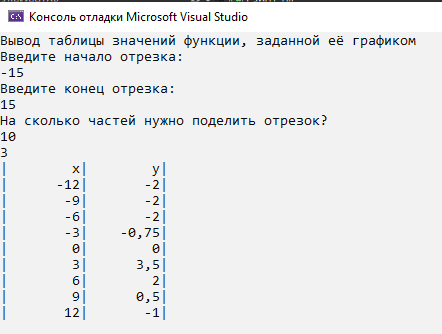 Консоль отладки Microsoft Visual Studio
Вывод таблицы значений функции, заданной её графиком
Введите начало отрезка:
-15
Введите конец отрезка:
15
На сколько частей нужно поделить отрезок?
10
3
|        x|        y|
|      -12|       -2|
|       -9|       -2|
|       -6|       -2|
|       -3|    -0,75|
|        0|        0|
|        3|      3,5|
|        6|        2|
|        9|      0,5|
|       12|       -1|